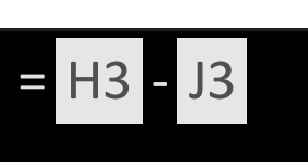 = H3 - J3